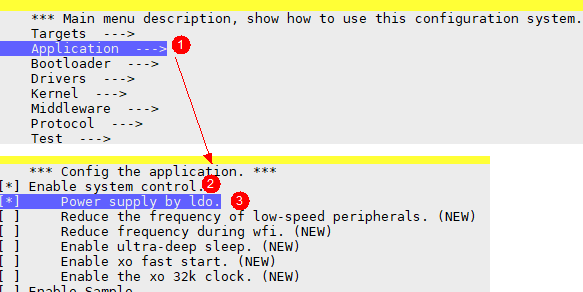 *** Main menu description, show how to use this configuration system.
Targets  --->
Application  ---> 1
Bootloader  --->
Drivers  --->
Kernel  --->
Middleware  --->
Protocol  --->
Test  --->
*** Config the application. ***
[*] Enable system control. 2
[*]     Power supply by ldo. 3
[ ]     Reduce the frequency of low-speed peripherals. (NEW)
[ ]     Reduce frequency during wfi. (NEW)
[ ]     Enable ultra-deep sleep. (NEW)
[ ]     Enable xo fast start. (NEW)
[ ]     Enable the xo 32k clock. (NEW)
[ ] Enable Sample.